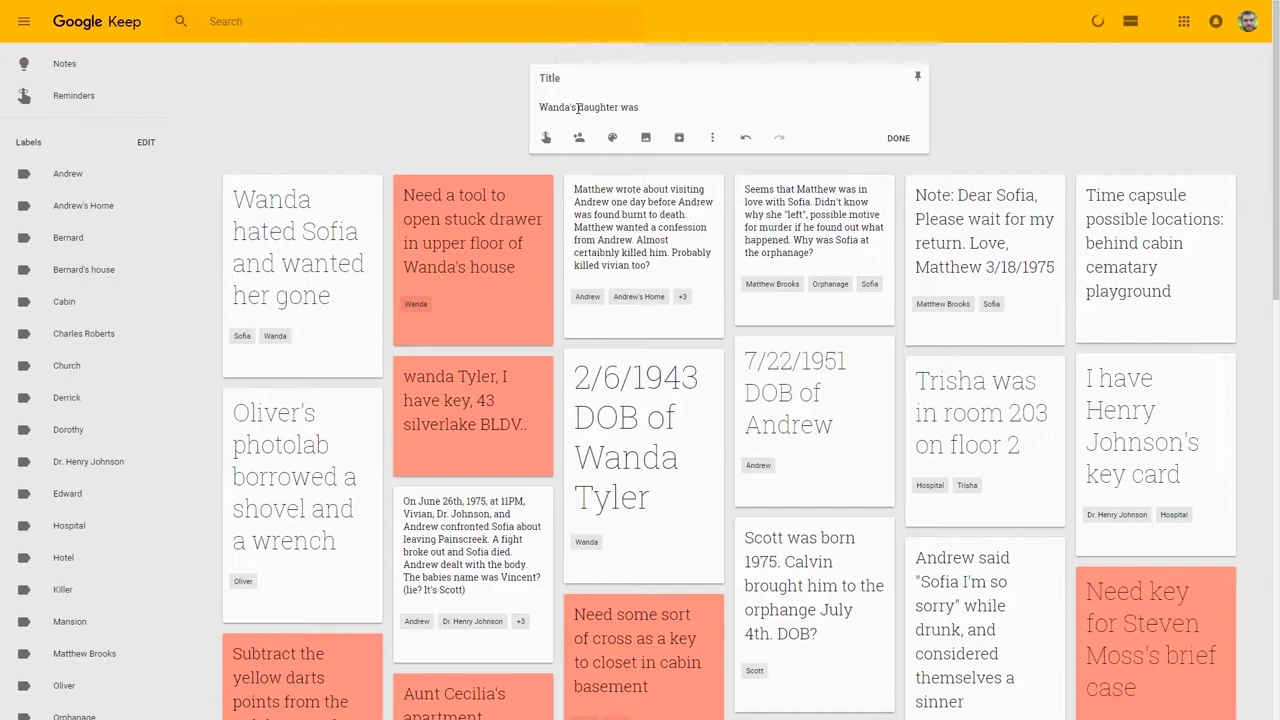 Google Keep
Search
Notes
Reminders
Labels
EDIT
Andrew
Andrew's Home
Bernard
Bernard's house
Cabin
Charles Roberts
Church
Derrick
Dorothy
Dr. Henry Johnson
Edward
Hospital
Hotel
Killer
Mansion
Matthew Brooks
Oliver
Orphanage
Title
Wanda's daughter was
DONE
Wanda
hated Sofia
and wanted
her gone
Sofia
Wanda
Oliver's
photolab
borrowed a
shovel and
a wrench
Oliver
Subtract the
yellow darts
points from the
Need a tool to
open stuck drawer
in upper floor of
Wanda's house
Wanda
wanda Tyler, I
have key, 43
silverlake BLDV..
On June 26th, 1975, at 11PM,
Vivian, Dr. Johnson, and
Andrew confronted Sofia about
leaving Painscreek. A fight
broke out and Sofia died.
Andrew dealt with the body.
The babies name was Vincent?
(lie? It's Scott)
Andrew
Dr. Henry Johnson
+3
Aunt Cecilia's
apartment
Matthew wrote about visiting
Andrew one day before Andrew
was found burnt to death.
Matthew wanted a confession
from Andrew. Almost
certaibnly killed him. Probably
killed vivian too?
Andrew
Andrew's Home
+3
2/6/1943
DOB of
Wanda
Tyler
Wanda
Need some sort
of cross as a key
to closet in cabin
basement
Seems that Matthew was in
love with Sofia. Didn't know
why she "left", possible motive
for murder if he found out what
happened. Why was Sofia at
the orphanage?
Matthew Brooks
Orphanage
Sofia
7/22/1951
DOB of
Andrew
Andrew
Scott was born
1975. Calvin
brought him to the
orphange July
4th. DOB?
Scott
Note: Dear Sofia,
Please wait for my
return. Love,
Matthew 3/18/1975
Matthew Brooks
Sofia
Trisha was
in room 203
on floor 2
Hospital
Trisha
Andrew said
"Sofia I'm so
sorry" while
drunk, and
considered
themselves a
sinner
Time capsule
possible locations:
behind cabin
cematary
playground
I have
Henry
Johnson's
key card
Dr. Henry Johnson
Hospital
Need key
for Steven
Moss's brief
case